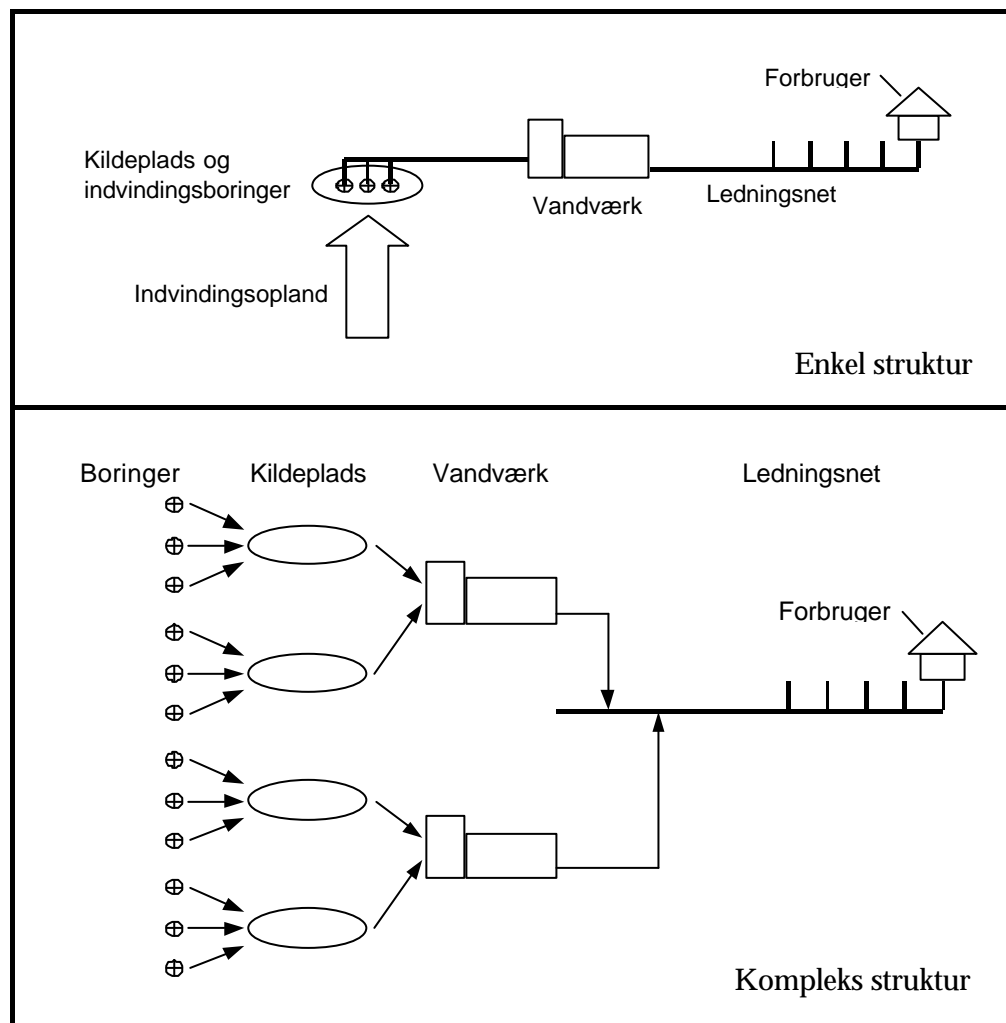 Forbruger
Kildeplads og
indvindingsboringer
Vandværk
Ledningsnet
Indvindingsopland
Enkel struktur
Boringer
Kildeplads
Vandværk
Ledningsnet
Forbruger
Kompleks struktur